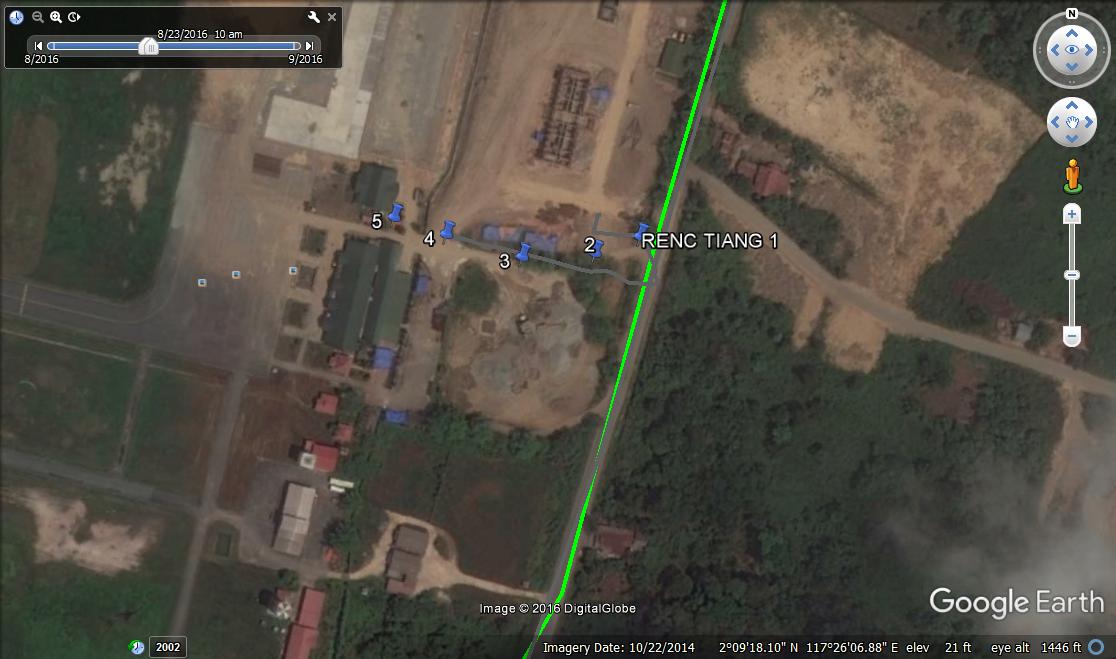 8/23/2016 10 am
8/2016 9/2016
N
5
4
3
2
RENC TIANG 1
Image © 2016 DigitalGlobe
Google Earth
2002
Imagery Date: 10/22/2014 2°09'18.10" N 117°26'06.88" E elev 21 ft eye alt 1446 ft